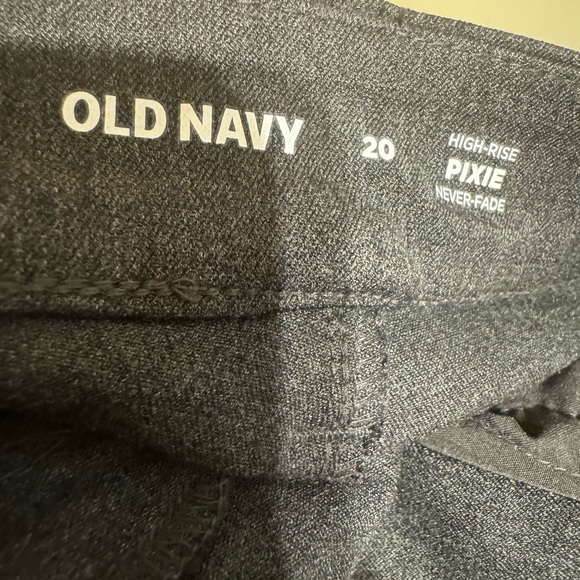 OLD NAVY
20
HIGH-RISE
PIXIE
NEVER-FADE